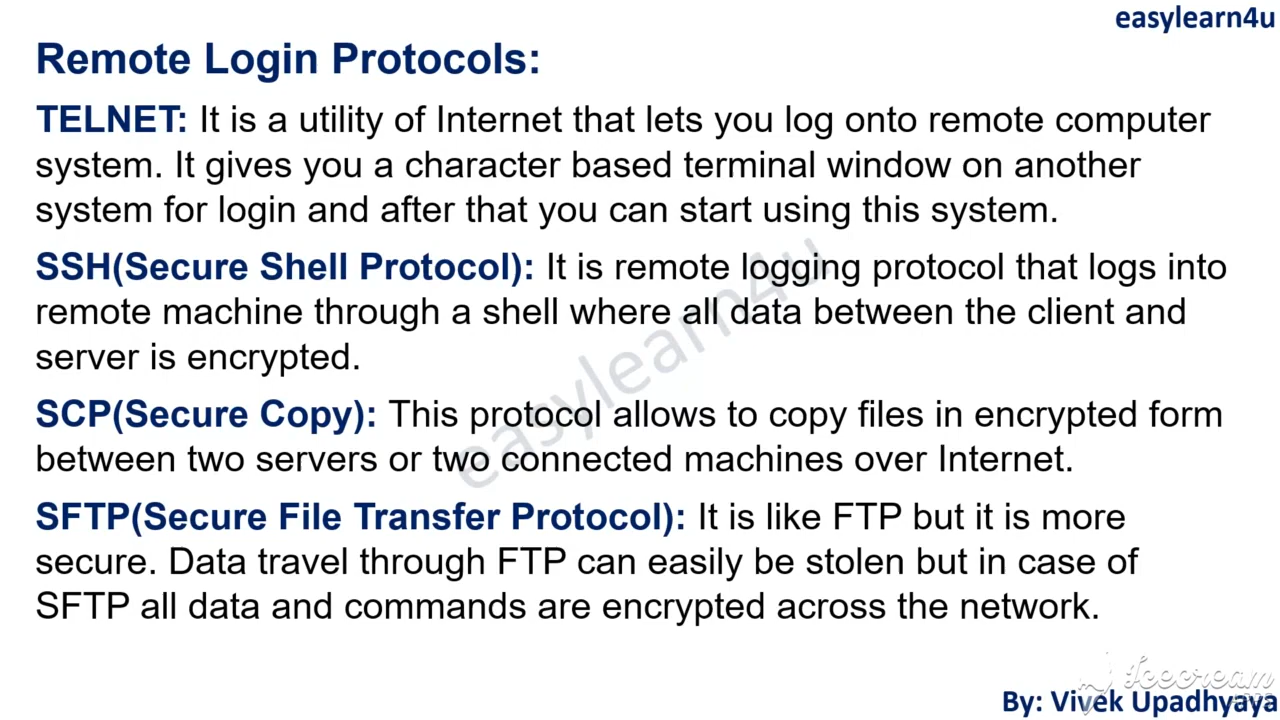 easylearn4u
Remote Login Protocols:
TELNET: It is a utility of Internet that lets you log onto remote computer
system. It gives you a character based terminal window on another
system for login and after that you can start using this system.
SSH(Secure Shell Protocol): It is remote logging protocol that logs into
remote machine through a shell where all data between the client and
server is encrypted.
easylearn4u
SCP(Secure Copy): This protocol allows to copy files in encrypted form
between two servers or two connected machines over Internet.
SFTP(Secure File Transfer Protocol): It is like FTP but it is more
secure. Data travel through FTP can easily be stolen but in case of
SFTP all data and commands are encrypted across the network.
Icecream
APPS
By: Vivek Upadhyaya